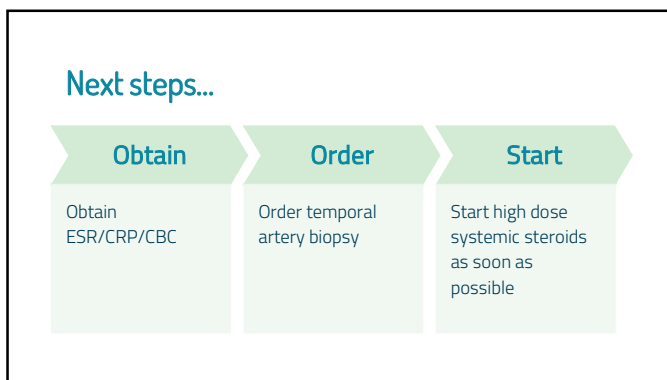 Next steps...
Obtain
Order
Start
Obtain
ESR/CRP/CBC
Order temporal
artery biopsy
Start high dose
systemic steroids
as soon as
possible